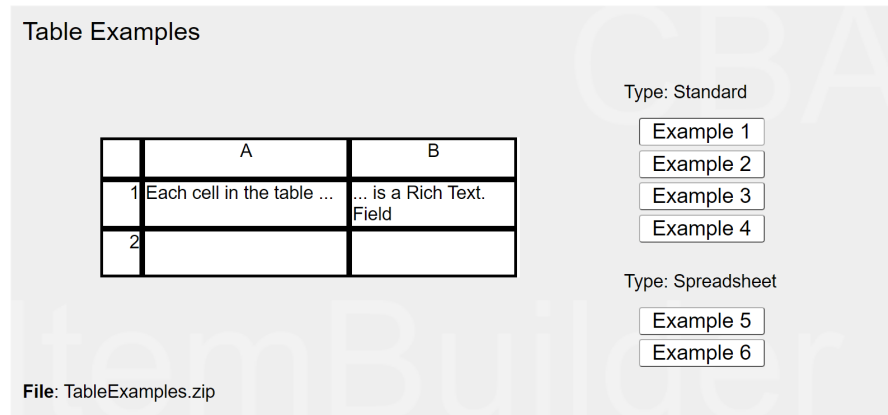 Table Examples
CBA
Type: Standard
A B
Example 1
Example 2
1 Each cell in the table ... ... is a Rich Text.
Field
Example 3
Example 4
2
Type: Spreadsheet
Example 5
Example 6
ItemBuilder
File: TableExamples.zip